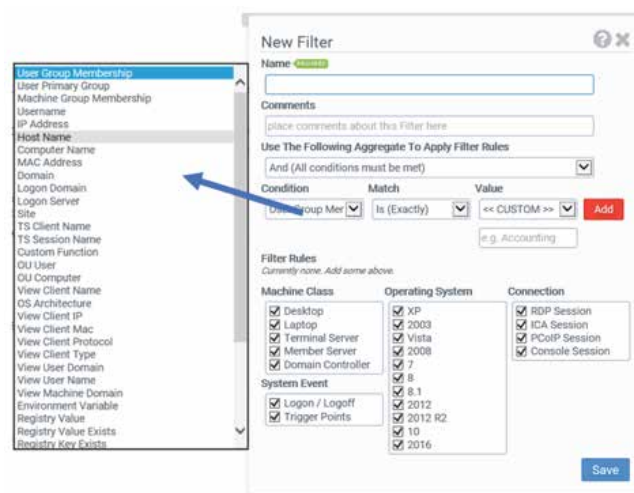 User Group Membership
User Primary Group
Machine Group Membership
Username
IP Address
Host Name
Computer Name
MAC Address
Domain
Logon Domain
Logon Server
Site
TS Client Name
TS Session Name
Custom Function
OU User
OU Computer
View Client Name
OS Architecture
View Client IP
View Client Mac
View Client Protocol
View Client Type
View User Domain
View User Name
View Machine Domain
Environment Variable
Registry Value
Registry Value Exists
Registry Key Exists
New Filter
Name
Comments
place comments about this Filter here
Use The Following Aggregate To Apply Filter Rules
And (All conditions must be met)
Condition Match Value
User Group Mer Is (Exactly) << CUSTOM >> Add
e.g. Accounting
Filter Rules
Currently none. Add some above.
Machine Class
Desktop
Laptop
Terminal Server
Member Server
Domain Controller
System Event
Logon / Logoff
Trigger Points
Operating System
XP
2003
Vista
2008
7
8
8.1
2012
2012 R2
10
2016
Connection
RDP Session
ICA Session
PCoIP Session
Console Session
Save